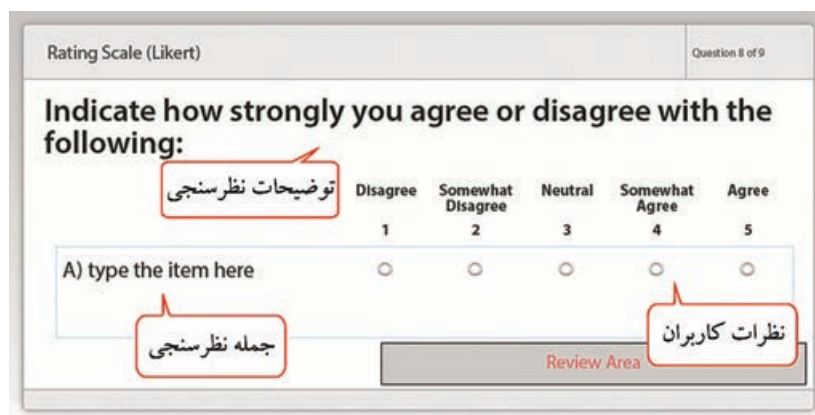 Rating Scale (Likert)
Question 8 of 9
Indicate how strongly you agree or disagree with the
following:
توضیحات نظرسنجی
Disagree Somewhat Disagree Neutral Somewhat Agree Agree
1 2 3 4 5
A) type the item here
جمله نظرسنجی
نظرات کاربران
Review Area